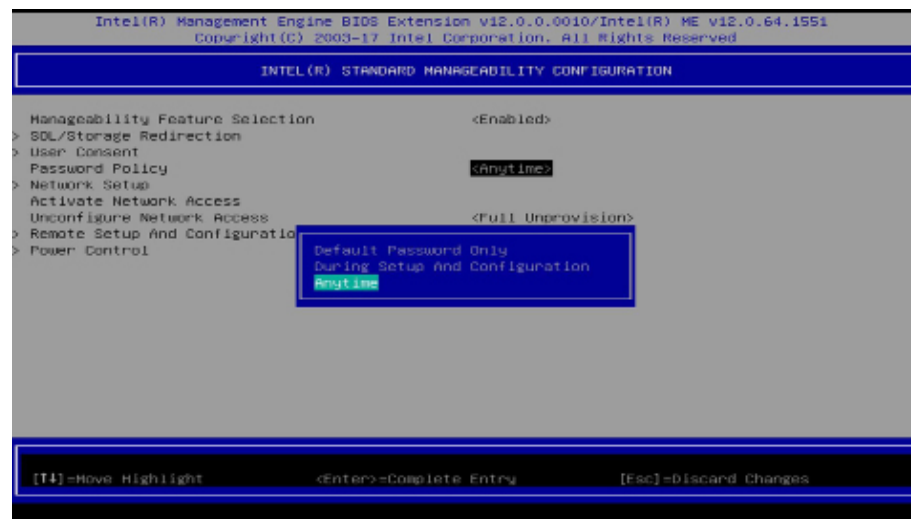 Intel(R) Management Engine BIOS Extension v12.0.0.0010/Intel(R) ME v12.0.64.1551
Copyright(C) 2003-17 Intel Corporation. All Rights Reserved
INTEL(R) STANDARD MANAGEABILITY CONFIGURATION
Manageability Feature Selection <Enabled>
> SOL/Storage Redirection
> User Consent
Password Policy <Anytime>
> Network Setup
Activate Network Access
Unconfigure Network Access <Full Unprovision>
> Remote Setup And Configuratio
> Power Control
Default Password Only
During Setup And Configuration
Anytime
[↑↓]=Move Highlight <Enter>=Complete Entry [Esc]=Discard Changes